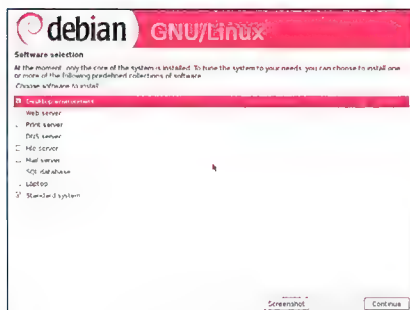 debian GNU/Linux
Software selection
At the moment, only the core of the system is installed. To tune the system to your needs, you can choose to install one
or more of the following predefined collections of software.
Choose software to install:
Desktop environment
Web server
Print server
DNS server
File server
Mail server
SQL database
Laptop
Standard system
Screenshot
Continue